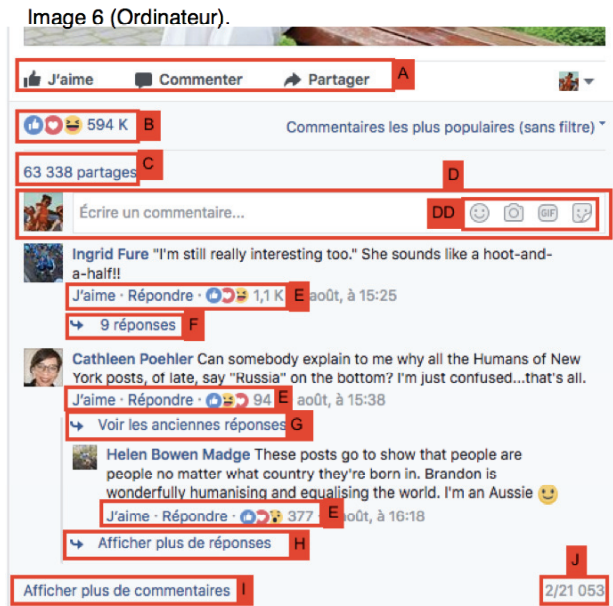 Image 6 (Ordinateur).
J'aime Commenter Partager A
594 K B Commentaires les plus populaires (sans filtre)
63 338 partages C
D
Écrire un commentaire... DD GIF
Ingrid Fure "I'm still really interesting too." She sounds like a hoot-and-
a-half!!
J'aime · Répondre · 1,1 K E août, à 15:25
9 réponses F
Cathleen Poehler Can somebody explain to me why all the Humans of New
York posts, of late, say "Russia" on the bottom? I'm just confused...that's all.
J'aime · Répondre · 94 E août, à 15:38
Voir les anciennes réponses G
Helen Bowen Madge These posts go to show that people are
people no matter what country they're born in. Brandon is
wonderfully humanising and equalising the world. I'm an Aussie
J'aime · Répondre · 377 E août, à 16:18
Afficher plus de réponses H
J
Afficher plus de commentaires I 2/21 053